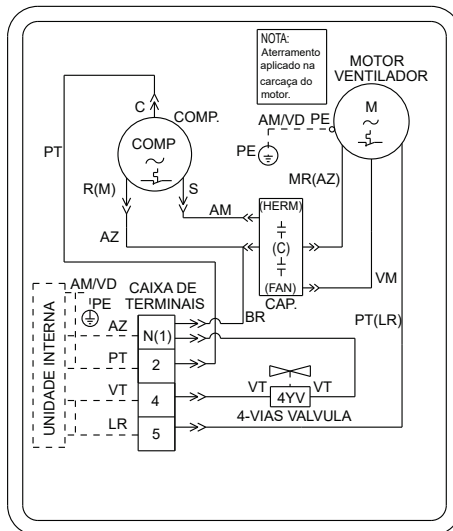 NOTA:
Aterramento
aplicado na
carcaça do
motor.
MOTOR
VENTILADOR
M
C
COMP.
COMP
AM/VD PE
PE
PT
R(M)
S
MR(AZ)
AM
(HERM)
AZ
(C)
(FAN)
CAP.
VM
BR
PT(LR)
AM/VD
PE
CAIXA DE
TERMINAIS
UNIDADE INTERNA
AZ
N(1)
PT
2
VT
4
VT
4YV
VT
4-VIAS VALVULA
LR
5